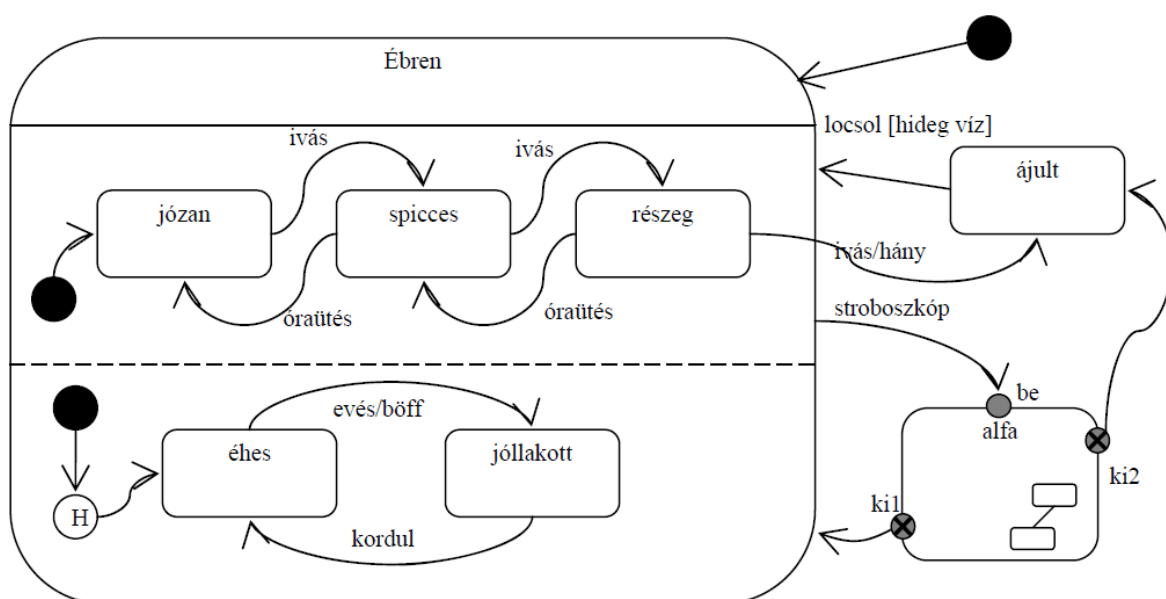 Ébren
locsol [hideg víz]
ivás
ivás
ájult
józan
spicces
részeg
ivás/hány
óraütés
óraütés
stroboszkóp
evés/böff
be
alfa
éhes
jóllakott
ki2
ki1
H
kordul